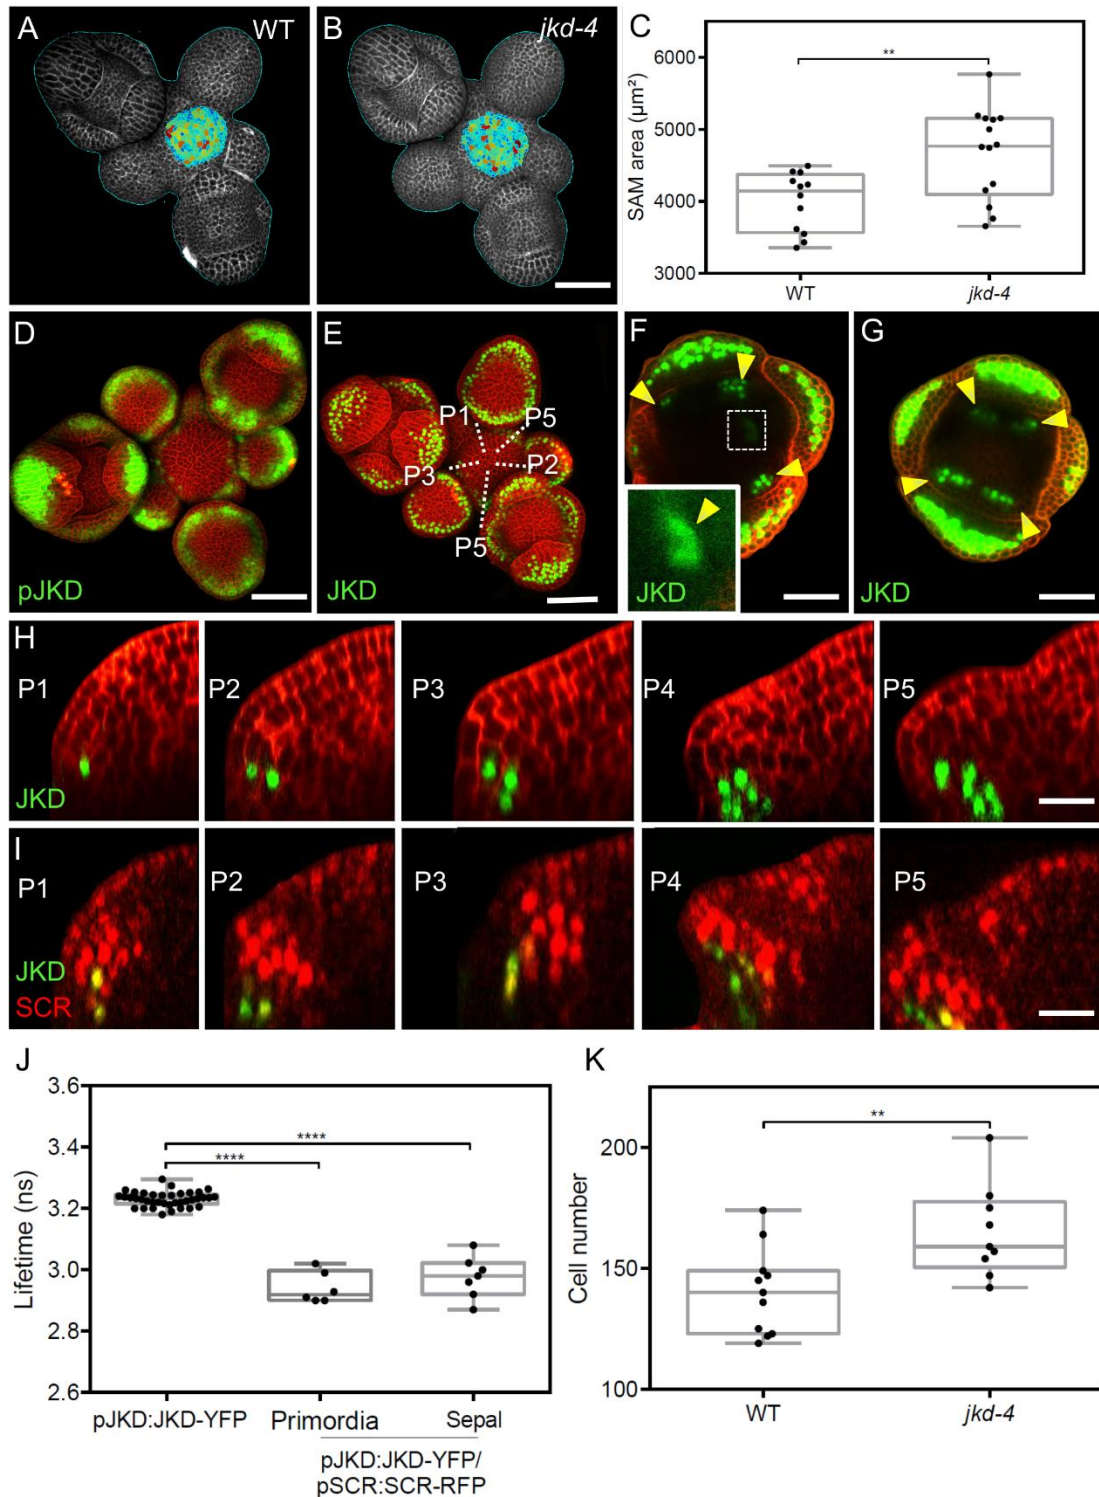 A
WT
B
jkd-4
C
**
6000
5000
4000
3000
SAM area (µm²)
WT
jkd-4
D
pJKD
E
P1
P5
P3
P2
P5
JKD
F
JKD
G
JKD
H
P1
P2
P3
P4
P5
JKD
I
P1
P2
P3
P4
P5
JKD
SCR
J
3.6
3.4
3.2
3.0
2.8
2.6
Lifetime (ns)
****
****
pJKD:JKD-YFP
Primordia
Sepal
pJKD:JKD-YFP/
pSCR:SCR-RFP
K
**
200
150
100
Cell number
WT
jkd-4